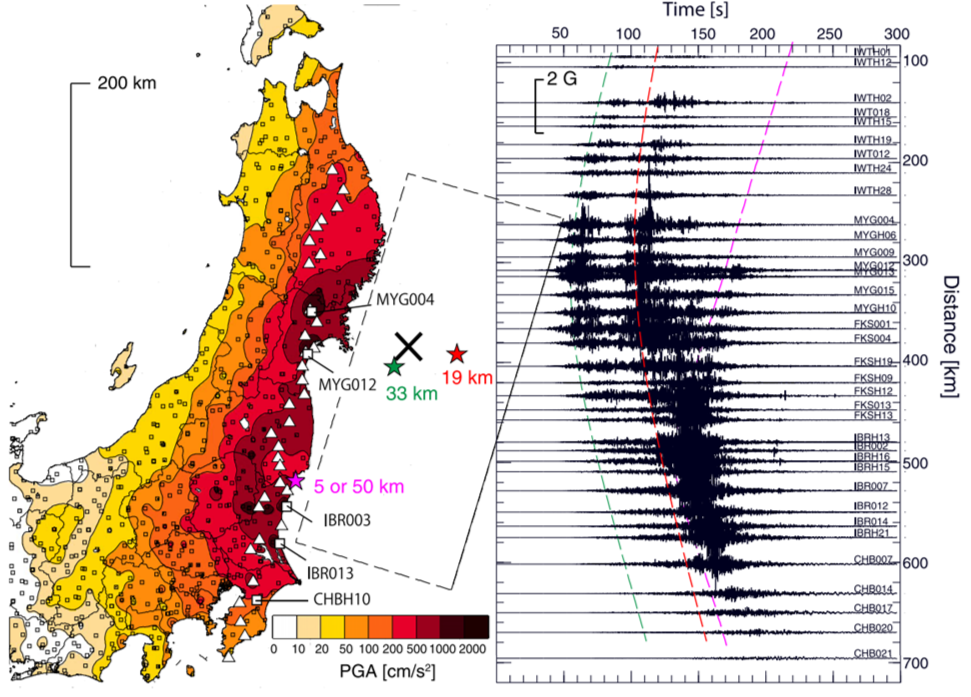 200 km
MYG004
MYG012
33 km
19 km
5 or 50 km
IBR003
IBR013
CHBH10
0 10 20 50 100 200 500 1000 2000
PGA [cm/s²]
Time [s]
50 100 150 200 250 300
2 G
IWTH01
100
IWTH12
IWTH02
IWT018
IWTH15
IWTH19
IWT012
200
IWTH24
IWTH28
MYG004
MYGH06
MYG009
300
MYG012
MYG013
MYG015
MYGH10
FKS001
FKS004
FKSH19
400
FKSH09
FKSH12
FKS013
FKSH13
IBRH13
IBR002
IBRH16
500
IBRH15
IBR007
IBR012
IBR014
IBRH21
CHB007
600
CHB014
CHB017
CHB020
CHB021
700
Distance [km]